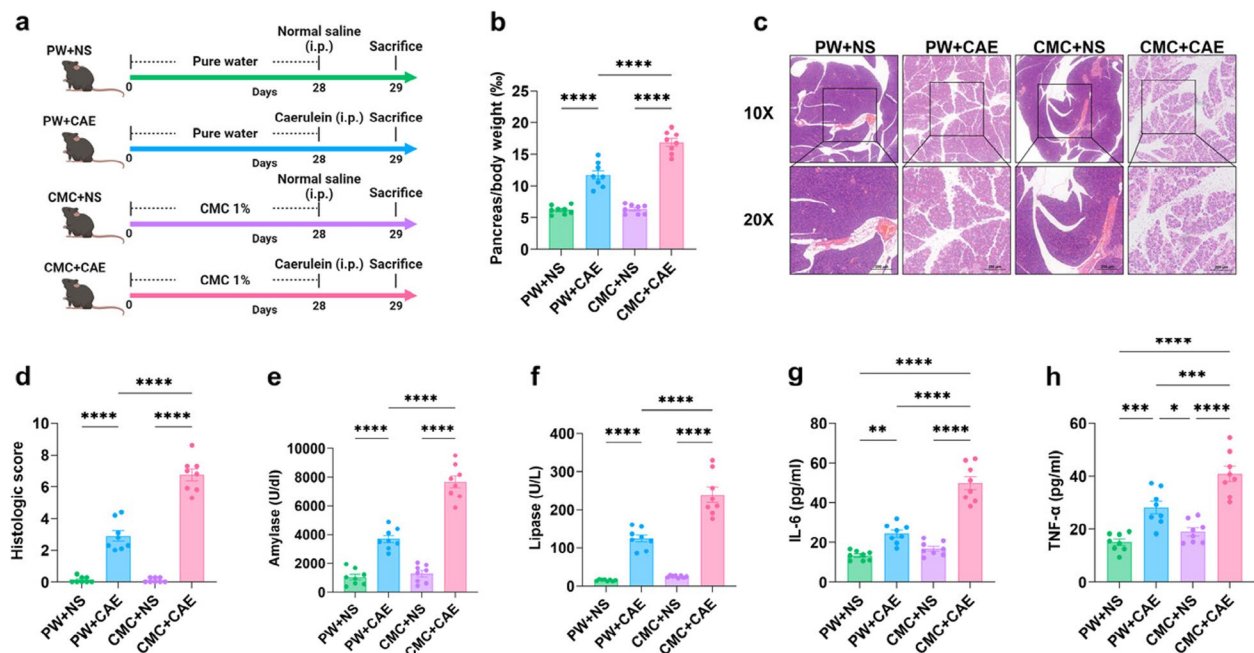 a
PW+NS
Normal saline
(i.p.)
Sacrifice
Pure water
0
Days
28
29
PW+CAE
Caerulein (i.p.)
Sacrifice
Pure water
0
Days
28
29
CMC+NS
Normal saline
(i.p.)
Sacrifice
CMC 1%
0
Days
28
29
CMC+CAE
Caerulein (i.p.)
Sacrifice
CMC 1%
0
Days
28
29
b
****
**** ****
Pancreas/body weight (‰)
25
20
15
10
5
0
PW+NS
PW+CAE
CMC+NS
CMC+CAE
c
PW+NS PW+CAE CMC+NS CMC+CAE
10X
20X
d
****
**** ****
Histologic score
10
8
6
4
2
0
PW+NS
PW+CAE
CMC+NS
CMC+CAE
e
****
**** ****
Amylase (U/dl)
10000
8000
6000
4000
2000
0
PW+NS
PW+CAE
CMC+NS
CMC+CAE
f
****
**** ****
Lipase (U/L)
400
300
200
100
0
PW+NS
PW+CAE
CMC+NS
CMC+CAE
g
****
****
** ****
IL-6 (pg/ml)
80
60
40
20
0
PW+NS
PW+CAE
CMC+NS
CMC+CAE
h
****
***
*** * ****
TNF-α (pg/ml)
60
40
20
0
PW+NS
PW+CAE
CMC+NS
CMC+CAE